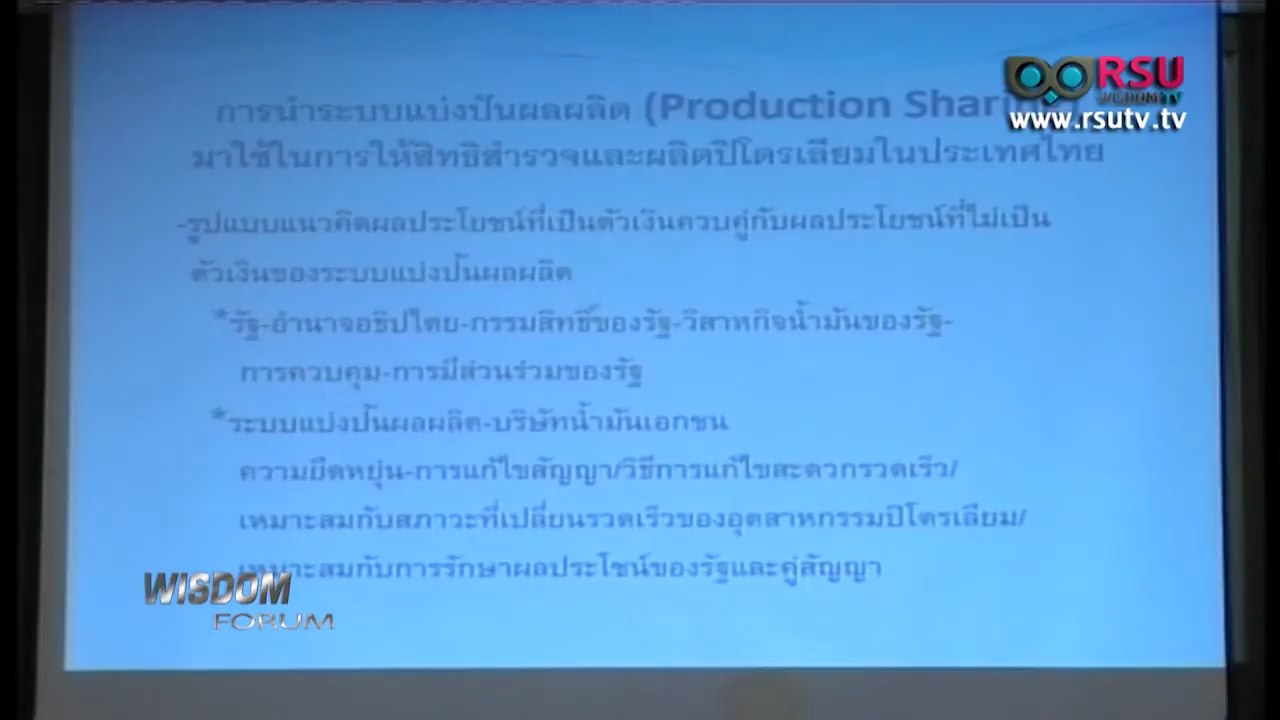 การนำระบบแบ่งปันผลผลิต (Production Sharing)
มาใช้ในการให้สิทธิสำรวจและผลิตปิโตรเลียมในประเทศไทย
-รูปแบบแนวคิดผลประโยชน์ที่เป็นตัวเงินควบคู่กับผลประโยชน์ที่ไม่เป็น
ตัวเงินของระบบแบ่งปันผลผลิต
*รัฐ-อำนาจอธิปไตย-กรรมสิทธิ์ของรัฐ-วิสาหกิจน้ำมันของรัฐ-
การควบคุม-การมีส่วนร่วมของรัฐ
*ระบบแบ่งปันผลผลิต-บริษัทน้ำมันเอกชน
ความยืดหยุ่น-การแก้ไขสัญญา/วิธีการแก้ไขสะดวกรวดเร็ว/
เหมาะสมกับสภาวะที่เปลี่ยนรวดเร็วของอุตสาหกรรมปิโตรเลียม/
เหมาะสมกับการรักษาผลประโชน์ของรัฐและคู่สัญญา
RSU
WISDOM TV
www.rsutv.tv
WISDOM
FORUM